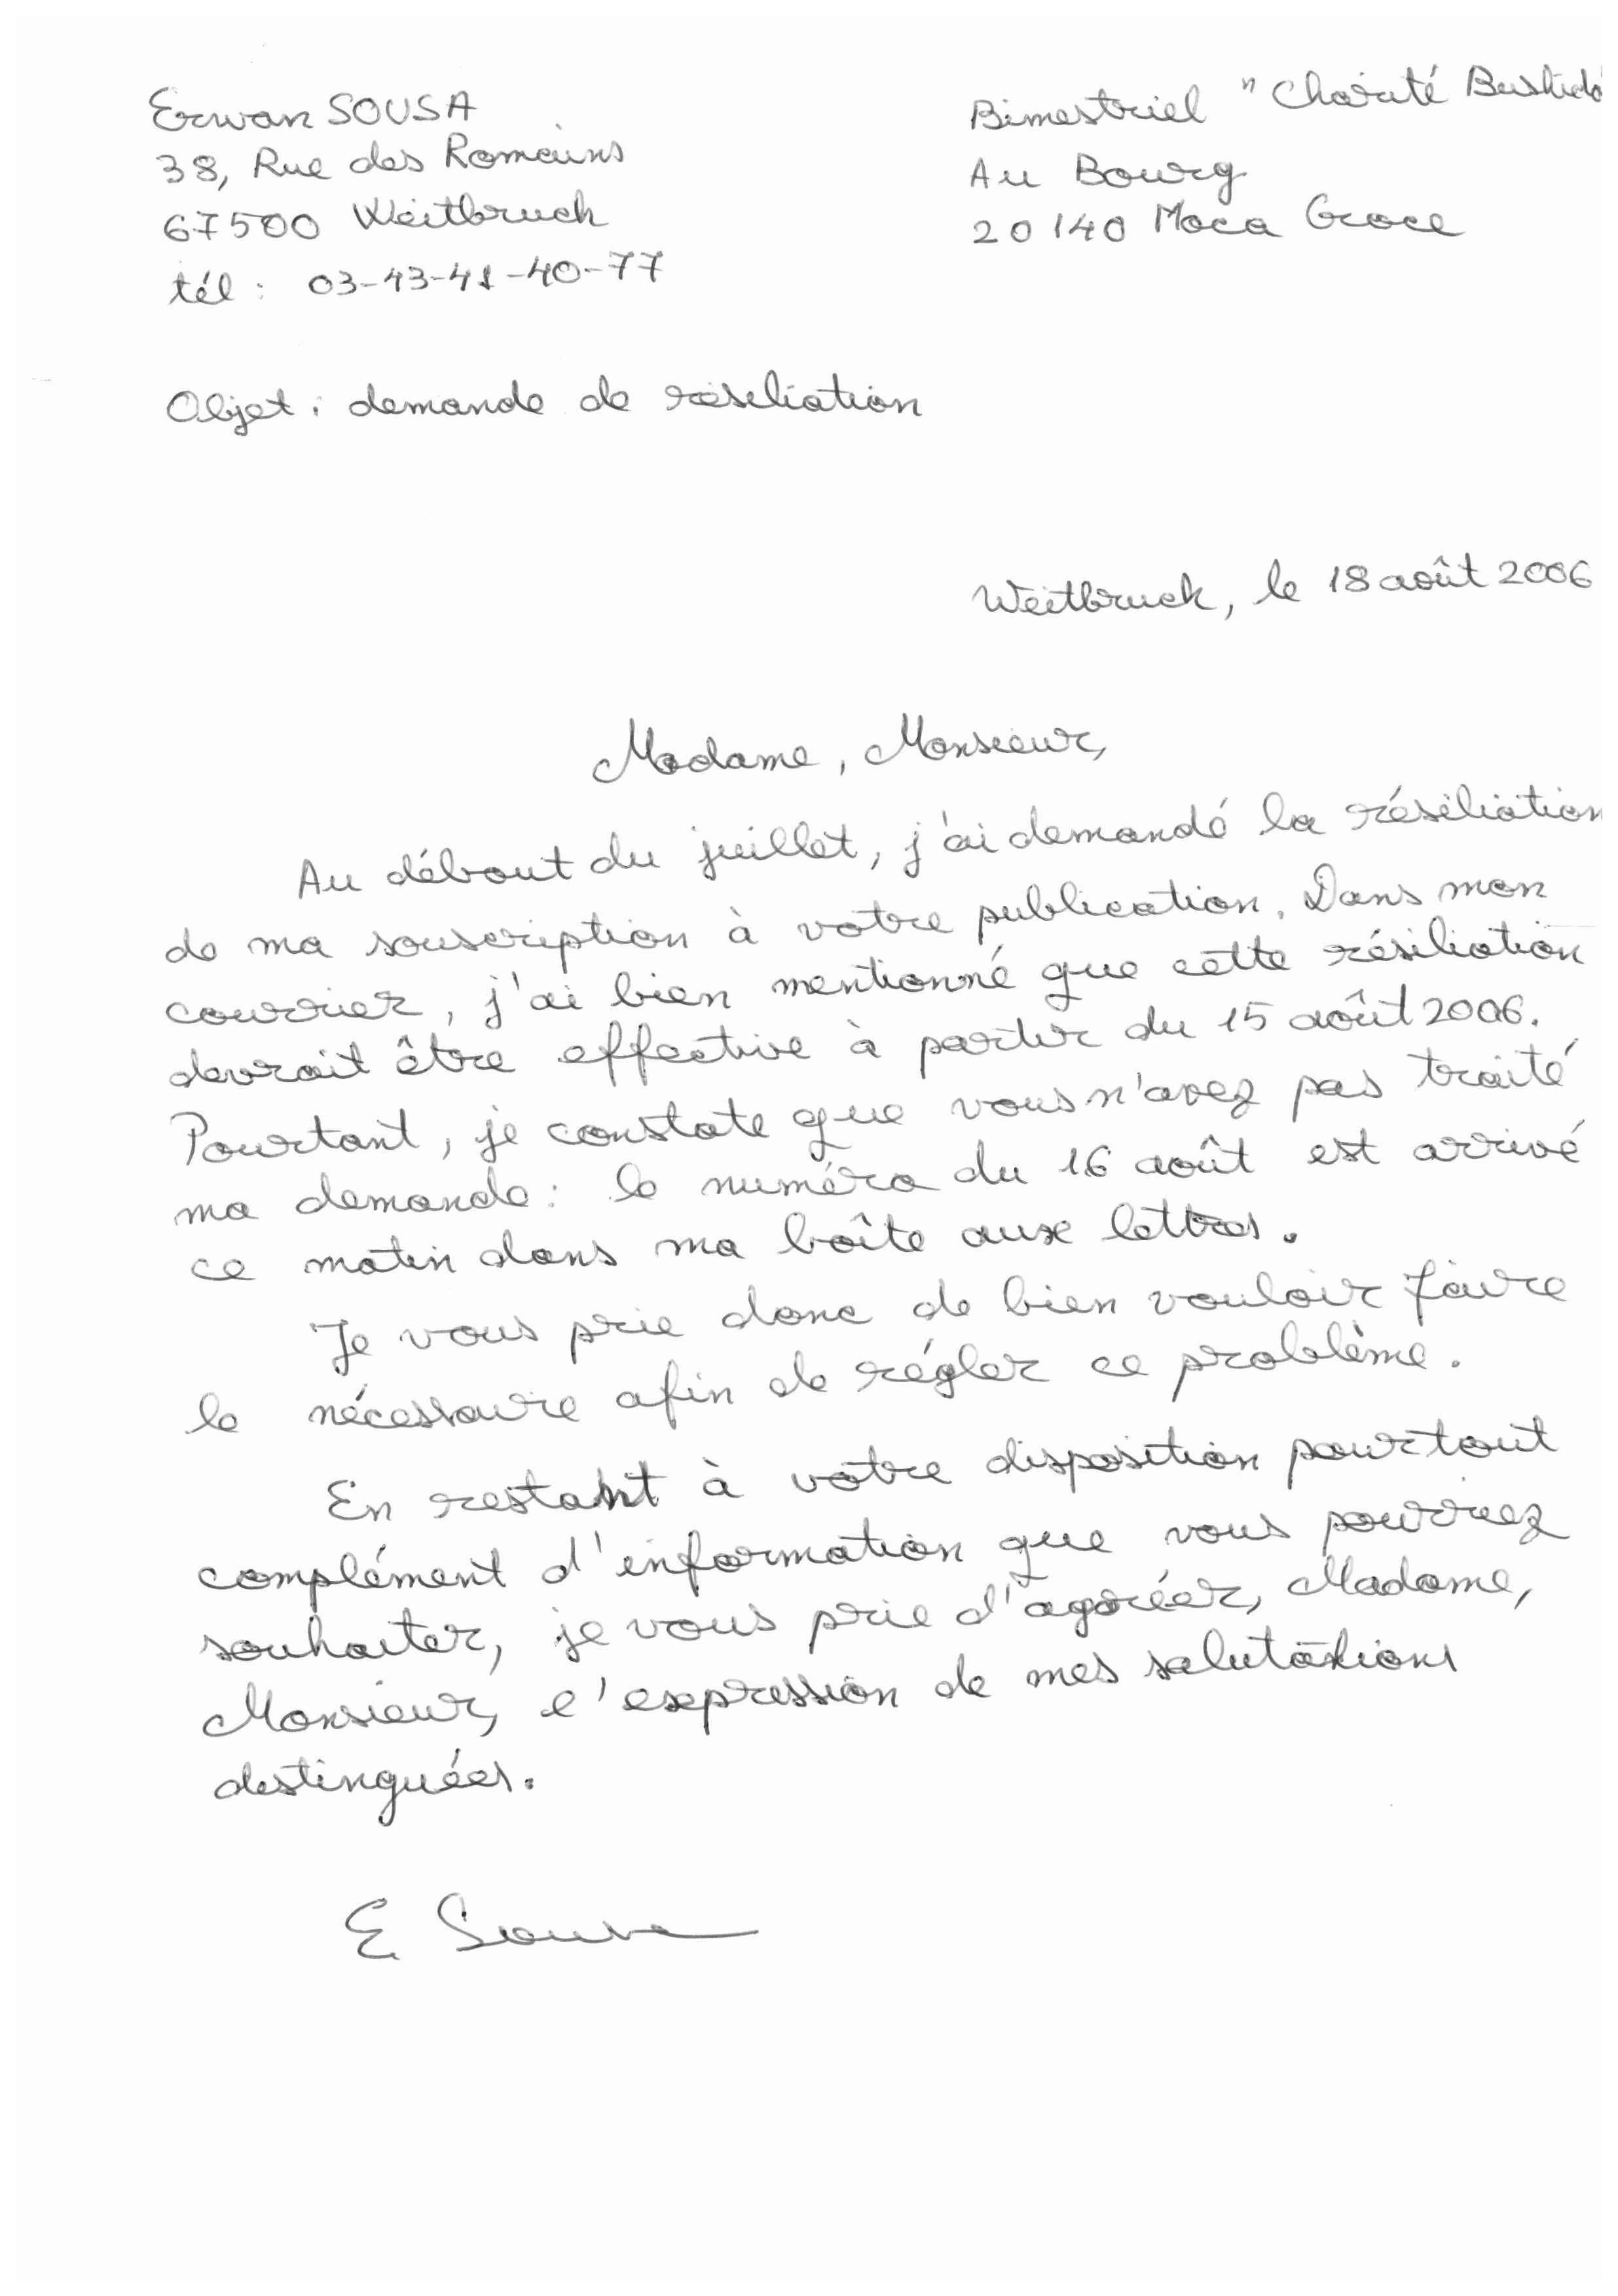 Erwan SOUSA
38, Rue des Romains
67500 Weitbruch
tél : 03-43-41-40-77
Bimestriel "Charité Bushido
Au Bourg
20140 Moca Croce
Objet : demande de résiliation
Weitbruck, le 18 août 2006
Madame, Monsieur,
Au débout du juillet, j'ai demandé la résiliation
de ma souscription à votre publication. Dans mon
courrier, j'ai bien mentionné que cette résiliation
devrait être effective à partir du 15 août 2006.
Pourtant, je constate que vous n'avez pas traité
ma demande : le numéro du 16 août est arrivé
ce matin dans ma boîte aux lettres.
Je vous prie donc de bien vouloir faire
le nécessaire afin de régler ce problème.
En restant à votre disposition pour tout
complément d'information que vous pourriez
souhaiter, je vous prie d'agréer, Madame,
Monsieur, l'expression de mes salutations
distinguées.
E Sousa